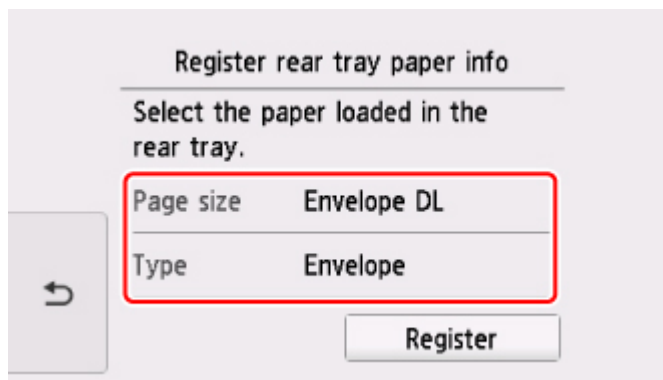 Register rear tray paper info
Select the paper loaded in the
rear tray.
Page size Envelope DL
Type Envelope
Register